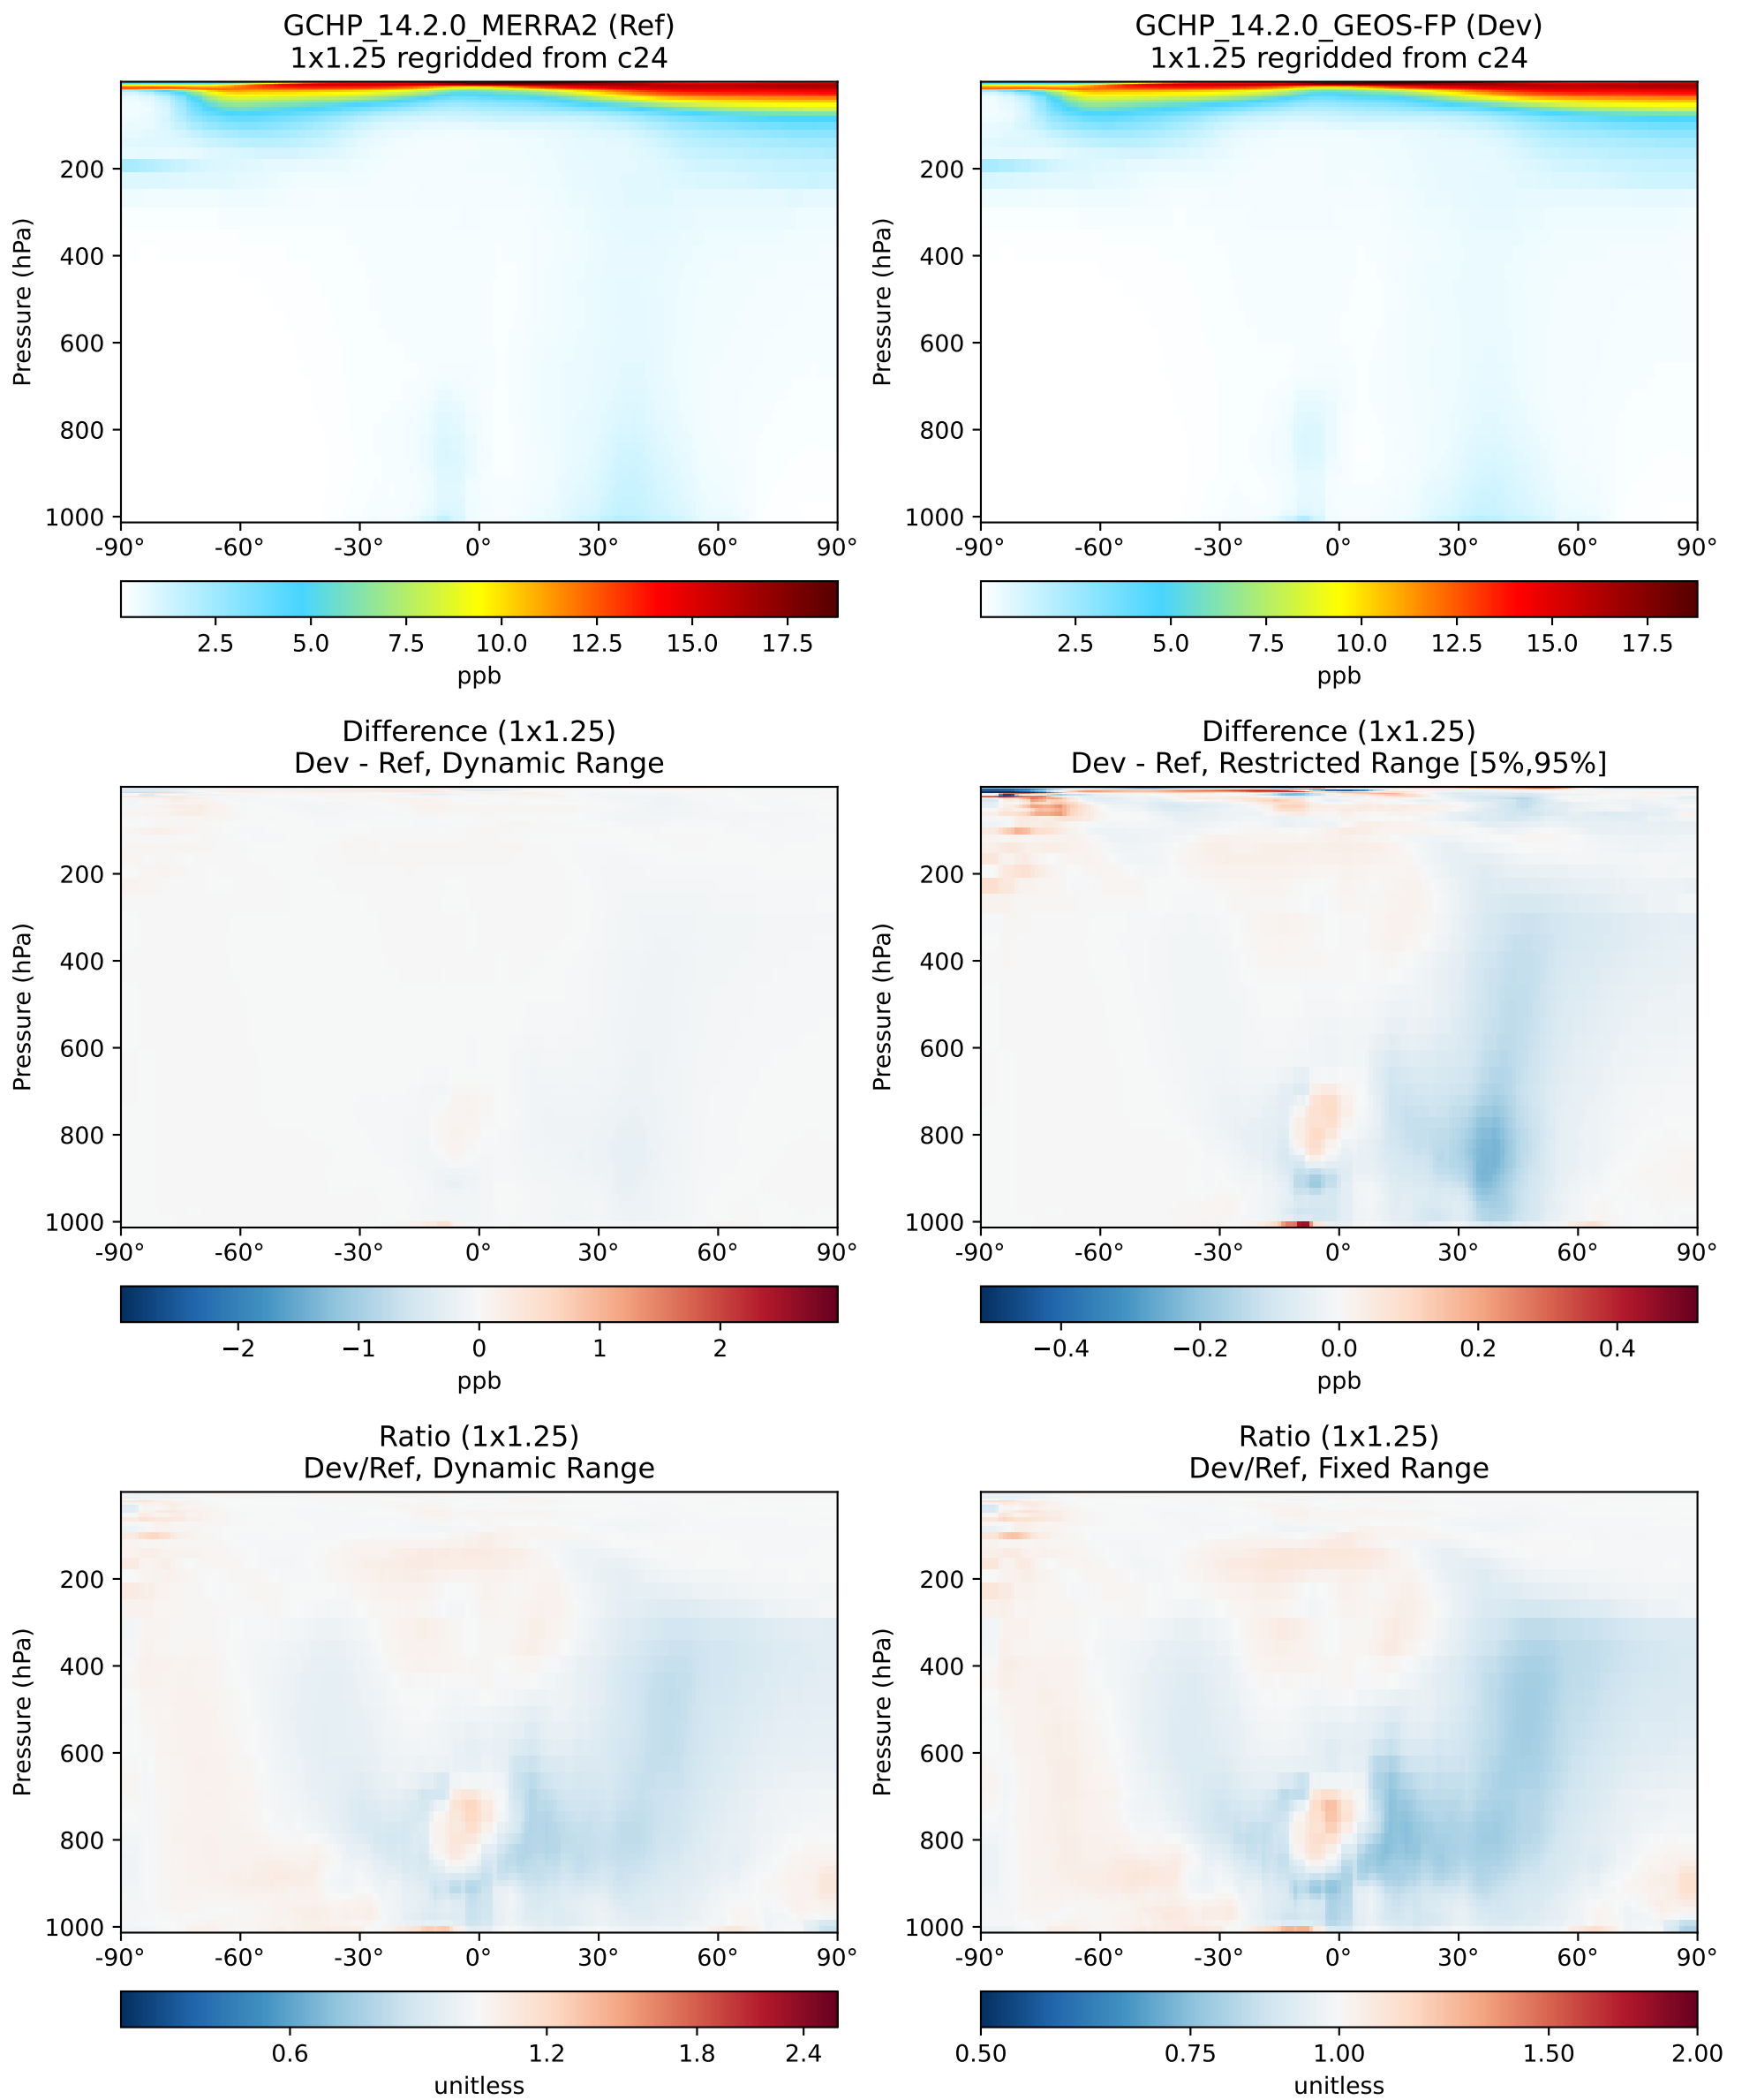 GCHP_14.2.0_MERRA2 (Ref)
1x1.25 regridded from c24
Pressure (hPa)
200
400
600
800
1000
-90° -60° -30° 0° 30° 60° 90°
2.5 5.0 7.5 10.0 12.5 15.0 17.5
ppb
GCHP_14.2.0_GEOS-FP (Dev)
1x1.25 regridded from c24
Pressure (hPa)
200
400
600
800
1000
-90° -60° -30° 0° 30° 60° 90°
2.5 5.0 7.5 10.0 12.5 15.0 17.5
ppb
Difference (1x1.25)
Dev - Ref, Dynamic Range
Pressure (hPa)
200
400
600
800
1000
-90° -60° -30° 0° 30° 60° 90°
−2 −1 0 1 2
ppb
Difference (1x1.25)
Dev - Ref, Restricted Range [5%,95%]
Pressure (hPa)
200
400
600
800
1000
-90° -60° -30° 0° 30° 60° 90°
−0.4 −0.2 0.0 0.2 0.4
ppb
Ratio (1x1.25)
Dev/Ref, Dynamic Range
Pressure (hPa)
200
400
600
800
1000
-90° -60° -30° 0° 30° 60° 90°
0.6 1.2 1.8 2.4
unitless
Ratio (1x1.25)
Dev/Ref, Fixed Range
Pressure (hPa)
200
400
600
800
1000
-90° -60° -30° 0° 30° 60° 90°
0.50 0.75 1.00 1.50 2.00
unitless